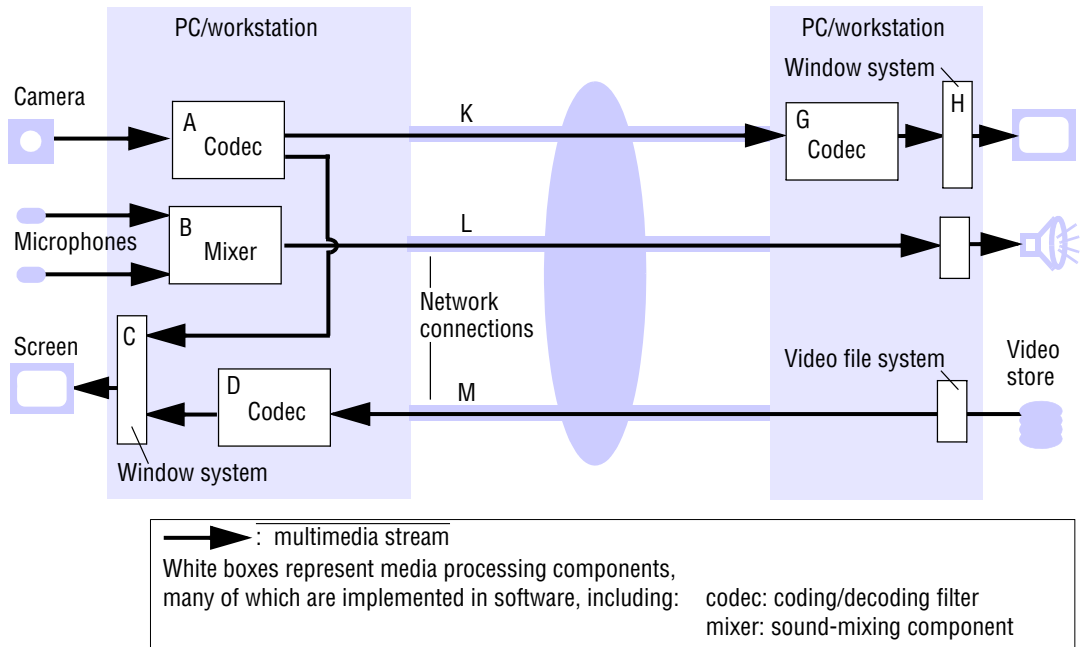 PC/workstation
PC/workstation
Window system
Camera
K
H
A
Codec
G
Codec
B
Mixer
L
Microphones
Network
connections
C
Screen
Video file system
Video
store
D
Codec
M
Window system
: multimedia stream
White boxes represent media processing components,
many of which are implemented in software, including:
codec: coding/decoding filter
mixer: sound-mixing component